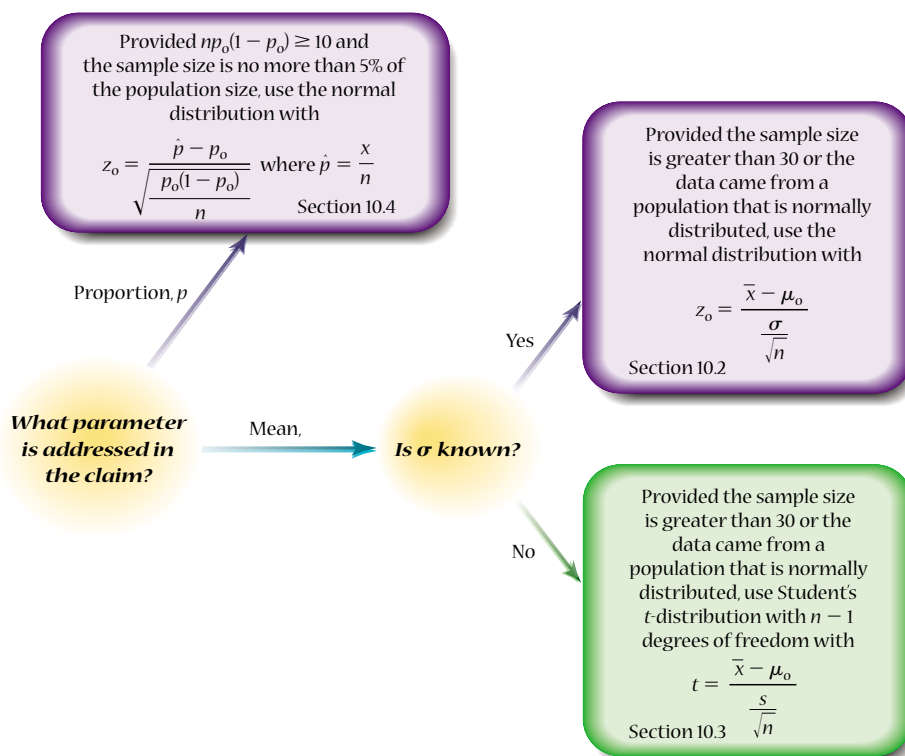 Provided np₀(1 − p₀) ≥ 10 and
the sample size is no more than 5% of
the population size, use the normal
distribution with
z₀ = (p̂ − p₀) / √(p₀(1 − p₀) / n) where p̂ = x / n
Section 10.4
Proportion, p
What parameter
is addressed in
the claim?
Mean,
Is σ known?
Yes
Provided the sample size
is greater than 30 or the
data came from a
population that is normally
distributed, use the
normal distribution with
z₀ = (x̅ − μ₀) / (σ / √n)
Section 10.2
No
Provided the sample size
is greater than 30 or the
data came from a
population that is normally
distributed, use Student's
t-distribution with n − 1
degrees of freedom with
t = (x̅ − μ₀) / (s / √n)
Section 10.3